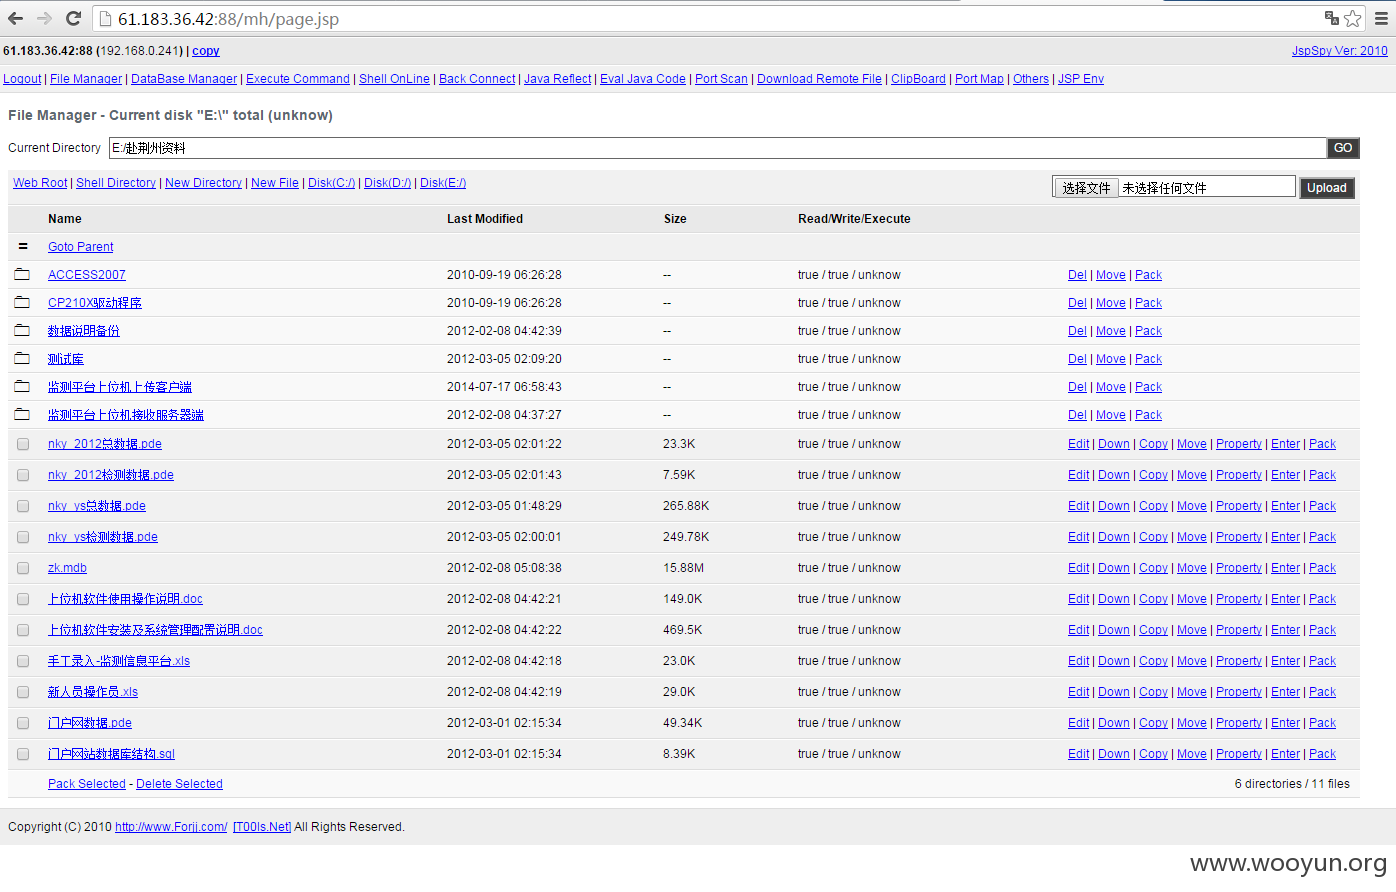 61.183.36.42:88/mh/page.jsp
61.183.36.42:88 (192.168.0.241) | copy JspSpy Ver: 2010
Logout | File Manager | DataBase Manager | Execute Command | Shell OnLine | Back Connect | Java Reflect | Eval Java Code | Port Scan | Download Remote File | ClipBoard | Port Map | Others | JSP Env
File Manager - Current disk "E:\" total (unknow)
Current Directory E:/赴荆州资料 GO
Web Root | Shell Directory | New Directory | New File | Disk(C:/) | Disk(D:/) | Disk(E:/) 选择文件 未选择任何文件 Upload
Name Last Modified Size Read/Write/Execute
= Goto Parent
ACCESS2007 2010-09-19 06:26:28 -- true / true / unknow Del | Move | Pack
CP210X驱动程序 2010-09-19 06:26:28 -- true / true / unknow Del | Move | Pack
数据说明备份 2012-02-08 04:42:39 -- true / true / unknow Del | Move | Pack
测试库 2012-03-05 02:09:20 -- true / true / unknow Del | Move | Pack
监测平台上位机上传客户端 2014-07-17 06:58:43 -- true / true / unknow Del | Move | Pack
监测平台上位机接收服务器端 2012-02-08 04:37:27 -- true / true / unknow Del | Move | Pack
nky_2012总数据.pde 2012-03-05 02:01:22 23.3K true / true / unknow Edit | Down | Copy | Move | Property | Enter | Pack
nky_2012检测数据.pde 2012-03-05 02:01:43 7.59K true / true / unknow Edit | Down | Copy | Move | Property | Enter | Pack
nky_ys总数据.pde 2012-03-05 01:48:29 265.88K true / true / unknow Edit | Down | Copy | Move | Property | Enter | Pack
nky_ys检测数据.pde 2012-03-05 02:00:01 249.78K true / true / unknow Edit | Down | Copy | Move | Property | Enter | Pack
zk.mdb 2012-02-08 05:08:38 15.88M true / true / unknow Edit | Down | Copy | Move | Property | Enter | Pack
上位机软件使用操作说明.doc 2012-02-08 04:42:21 149.0K true / true / unknow Edit | Down | Copy | Move | Property | Enter | Pack
上位机软件安装及系统管理配置说明.doc 2012-02-08 04:42:22 469.5K true / true / unknow Edit | Down | Copy | Move | Property | Enter | Pack
手工录入-监测信息平台.xls 2012-02-08 04:42:18 23.0K true / true / unknow Edit | Down | Copy | Move | Property | Enter | Pack
新人员操作员.xls 2012-02-08 04:42:19 29.0K true / true / unknow Edit | Down | Copy | Move | Property | Enter | Pack
门户网数据.pde 2012-03-01 02:15:34 49.34K true / true / unknow Edit | Down | Copy | Move | Property | Enter | Pack
门户网站数据库结构.sql 2012-03-01 02:15:34 8.39K true / true / unknow Edit | Down | Copy | Move | Property | Enter | Pack
Pack Selected - Delete Selected 6 directories / 11 files
Copyright (C) 2010 http://www.Forjj.com/ [T00ls.Net] All Rights Reserved.
www.wooyun.org